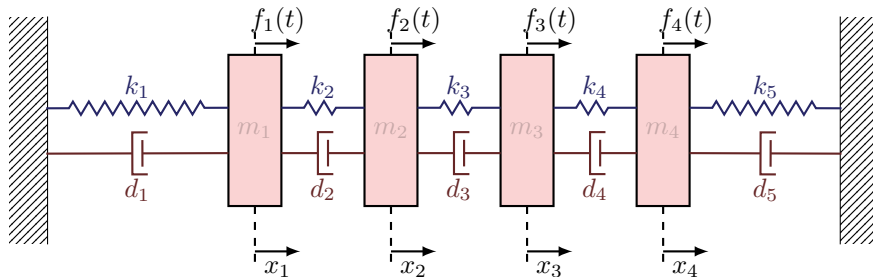 f₁(t) f₂(t) f₃(t) f₄(t)
k₁ k₂ k₃ k₄ k₅
m₁ m₂ m₃ m₄
d₁ d₂ d₃ d₄ d₅
x₁ x₂ x₃ x₄